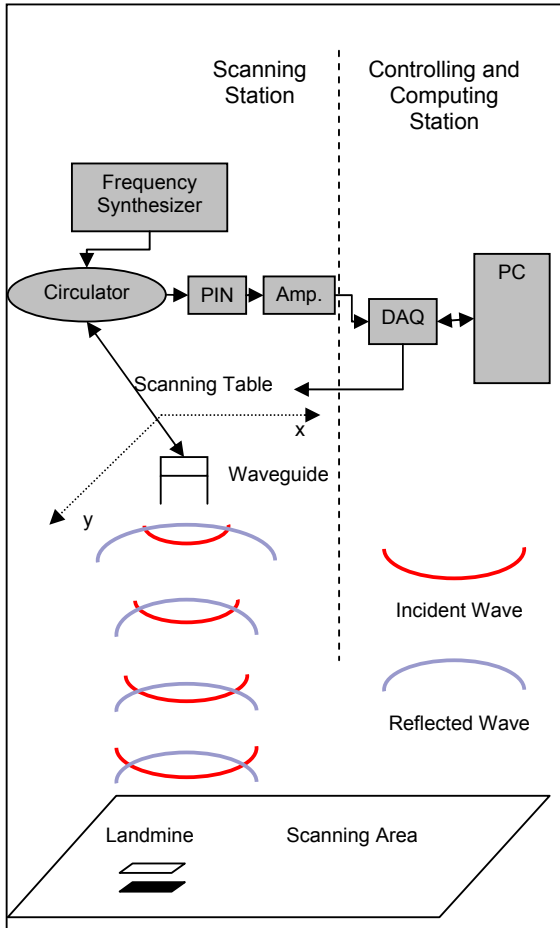 Scanning
Station
Controlling and
Computing
Station
Frequency
Synthesizer
Circulator
PIN
Amp.
DAQ
PC
Scanning Table
x
Waveguide
y
Incident Wave
Reflected Wave
Landmine
Scanning Area